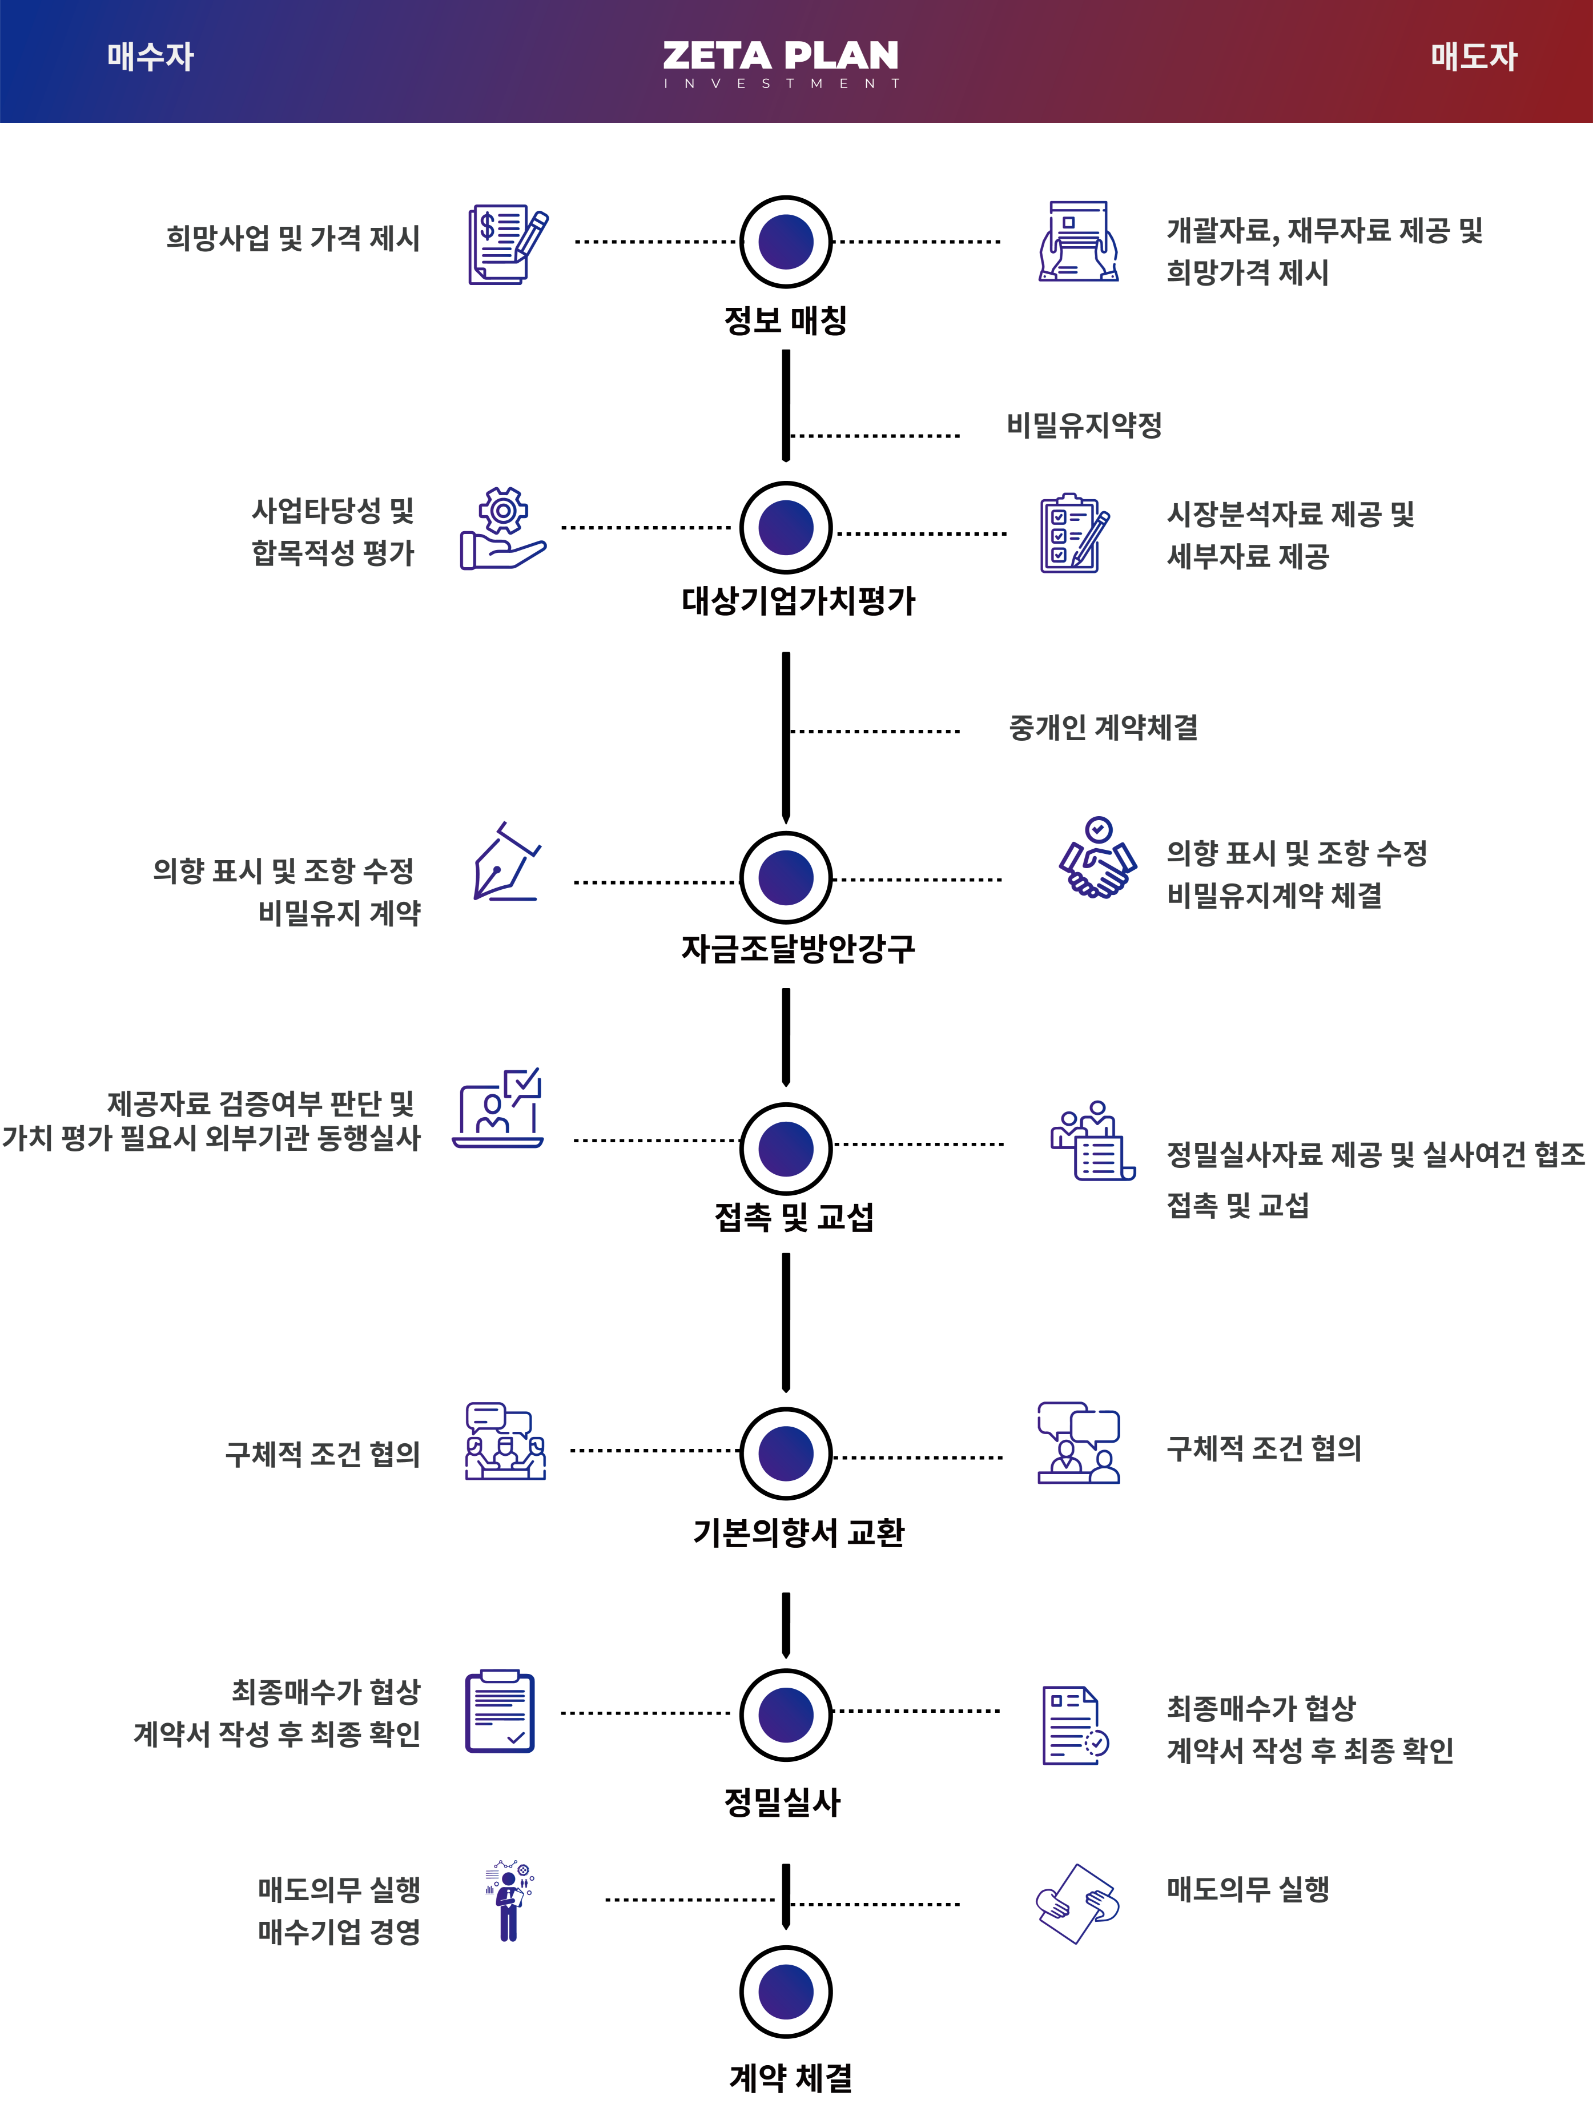 매수자
ZETA PLAN
INVESTMENT
매도자
희망사업 및 가격 제시
개괄자료, 재무자료 제공 및
희망가격 제시
정보 매칭
비밀유지약정
사업타당성 및
합목적성 평가
시장분석자료 제공 및
세부자료 제공
대상기업가치평가
중개인 계약체결
의향 표시 및 조항 수정
비밀유지 계약
의향 표시 및 조항 수정
비밀유지계약 체결
자금조달방안강구
제공자료 검증여부 판단 및
가치 평가 필요시 외부기관 동행실사
정밀실사자료 제공 및 실사여건 협조
접촉 및 교섭
접촉 및 교섭
구체적 조건 협의
구체적 조건 협의
기본의향서 교환
최종매수가 협상
계약서 작성 후 최종 확인
최종매수가 협상
계약서 작성 후 최종 확인
정밀실사
매도의무 실행
매수기업 경영
매도의무 실행
계약 체결